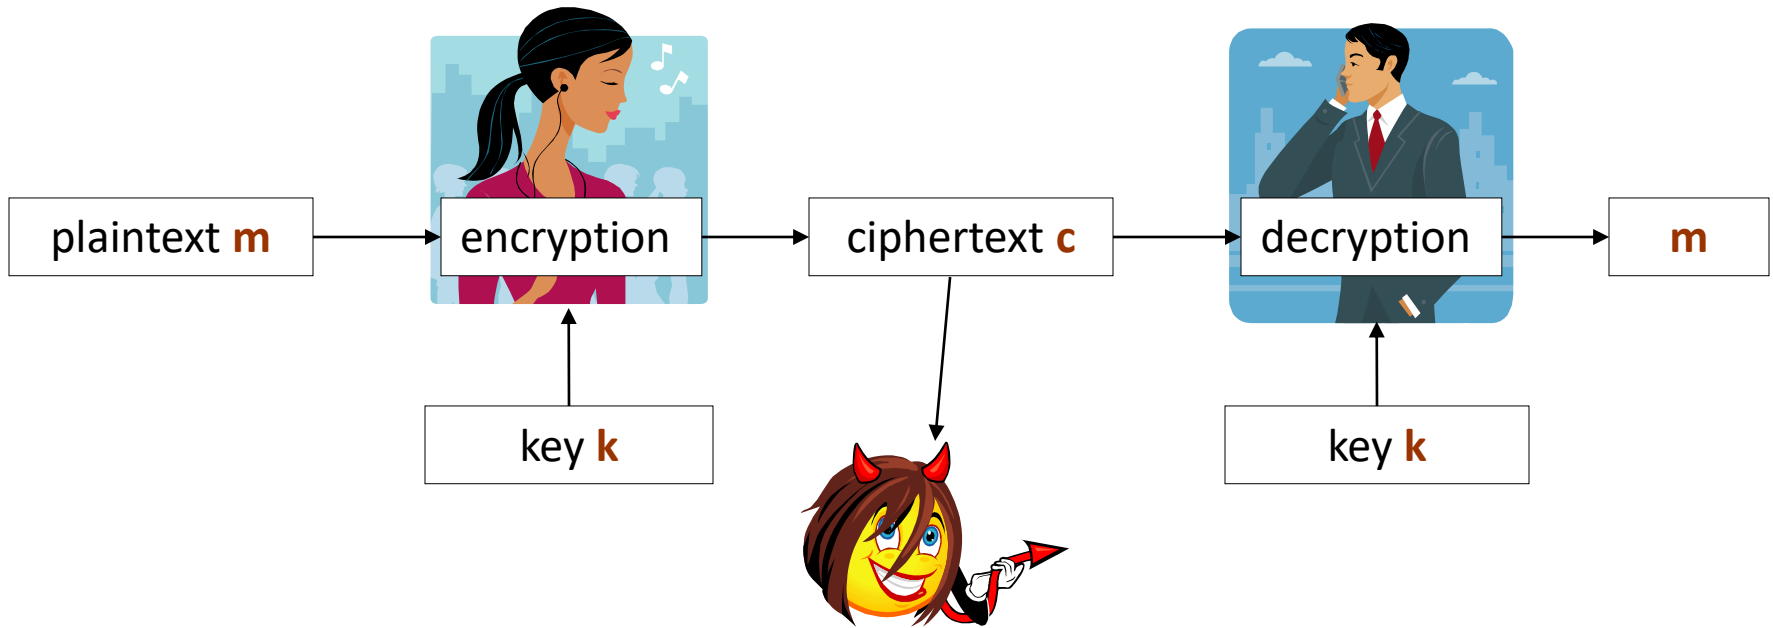 plaintext m
encryption
ciphertext c
decryption
m
key k
key k